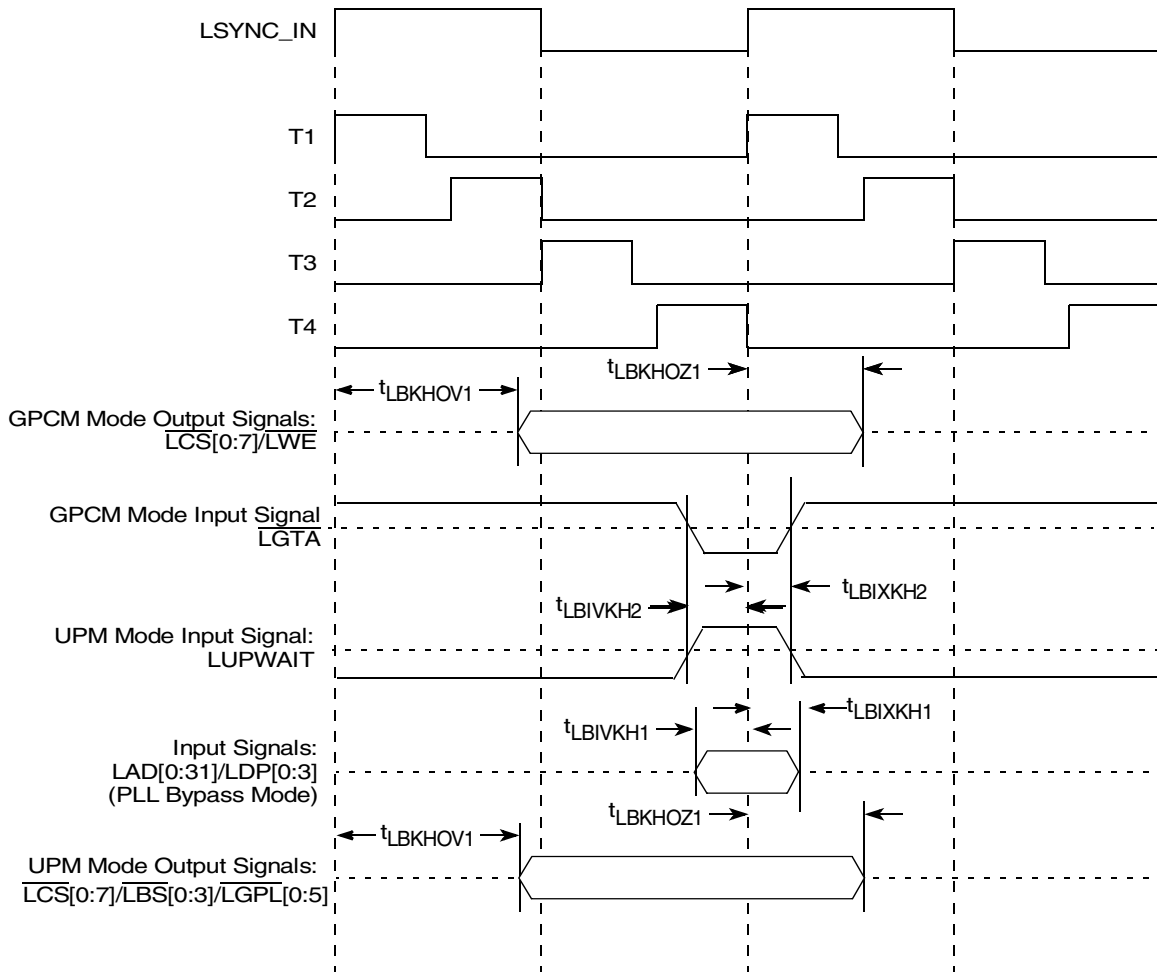 LSYNC_IN
T1
T2
T3
T4
tLBKHOZ1
tLBKHOV1
GPCM Mode Output Signals:
LCS[0:7]/LWE
GPCM Mode Input Signal
LGTA
tLBIXKH2
tLBIVKH2
UPM Mode Input Signal:
LUPWAIT
tLBIXKH1
tLBIVKH1
Input Signals:
LAD[0:31]/LDP[0:3]
(PLL Bypass Mode)
tLBKHOZ1
tLBKHOV1
UPM Mode Output Signals:
LCS[0:7]/LBS[0:3]/LGPL[0:5]